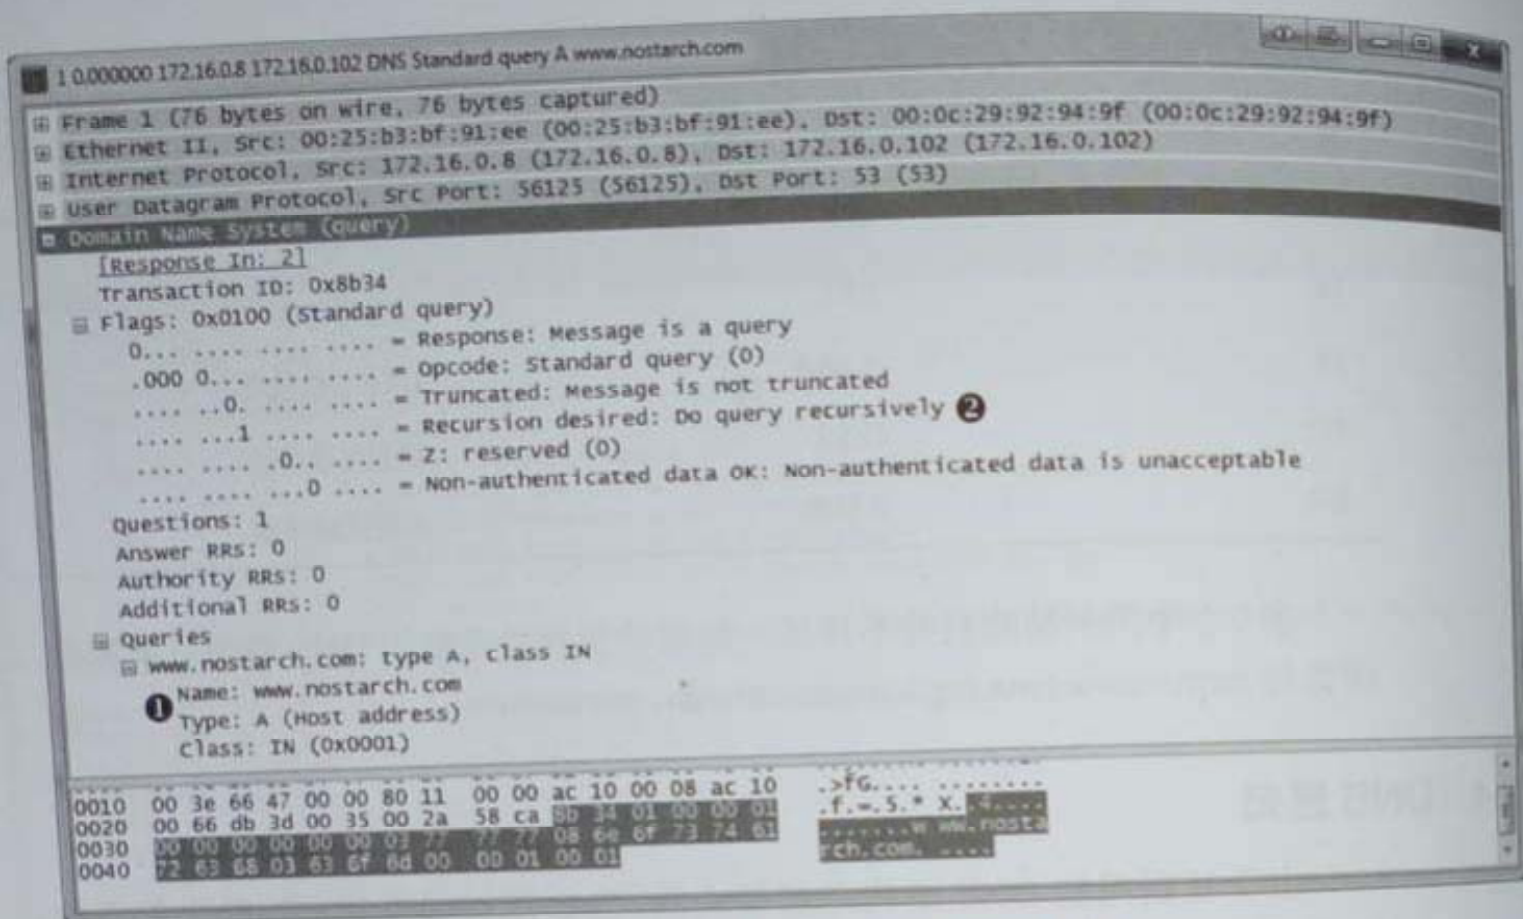 1 0.000000 172.16.0.8 172.16.0.102 DNS Standard query A www.nostarch.com
Frame 1 (76 bytes on wire, 76 bytes captured)
Ethernet II, Src: 00:25:b3:bf:91:ee (00:25:b3:bf:91:ee), Dst: 00:0c:29:92:94:9f (00:0c:29:92:94:9f)
Internet Protocol, Src: 172.16.0.8 (172.16.0.8), Dst: 172.16.0.102 (172.16.0.102)
User Datagram Protocol, Src Port: 56125 (56125), Dst Port: 53 (53)
Domain Name System (query)
[Response In: 2]
Transaction ID: 0x8b34
Flags: 0x0100 (Standard query)
0... .... .... .... = Response: Message is a query
.000 0... .... .... = Opcode: Standard query (0)
.... ..0. .... .... = Truncated: Message is not truncated
.... ...1 .... .... = Recursion desired: Do query recursively ❷
.... .... .0.. .... = Z: reserved (0)
.... .... ...0 .... = Non-authenticated data OK: Non-authenticated data is unacceptable
Questions: 1
Answer RRs: 0
Authority RRs: 0
Additional RRs: 0
Queries
www.nostarch.com: type A, class IN
❶ Name: www.nostarch.com
Type: A (Host address)
Class: IN (0x0001)
0010 00 3e 66 47 00 00 80 11 00 00 ac 10 00 08 ac 10 .>fG.... ........
0020 00 66 db 3d 00 35 00 2a 58 ca 8b 34 01 00 00 01 .f.=.5.* X..4....
0030 00 00 00 00 00 00 03 77 77 77 08 6e 6f 73 74 61 .......w ww.nosta
0040 72 63 68 03 63 6f 6d 00 00 01 00 01 rch.com. ....